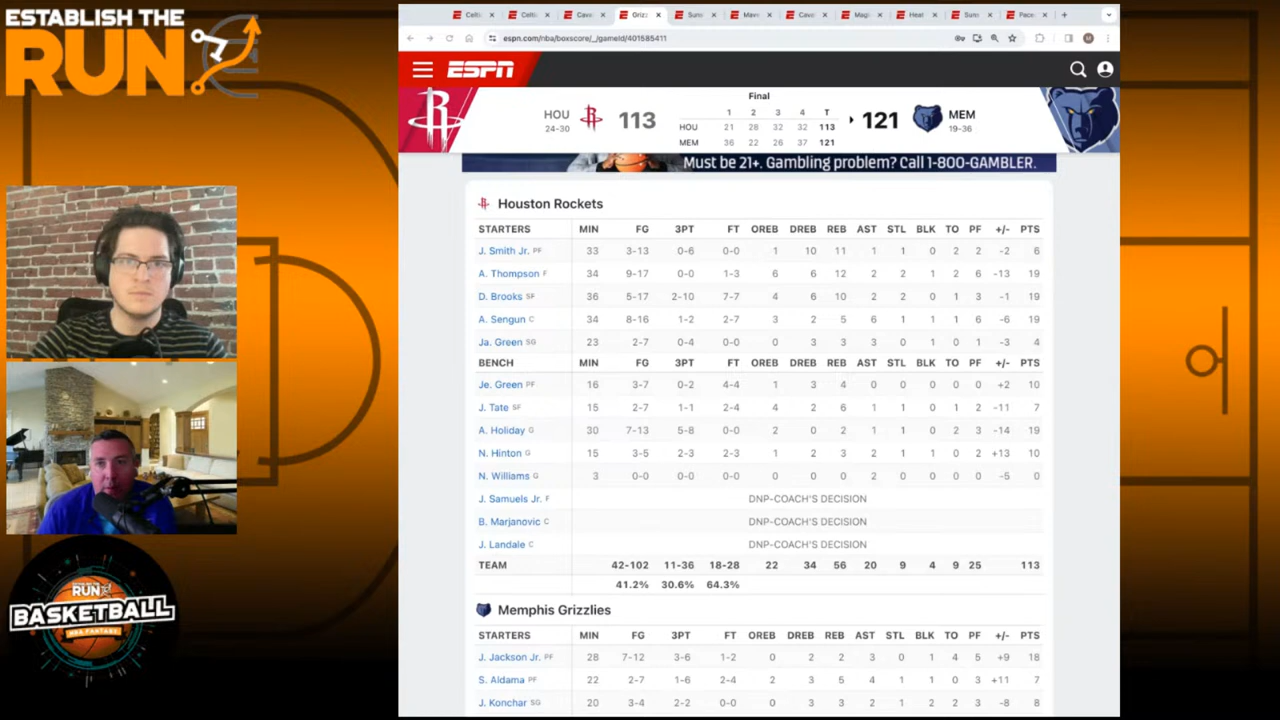 ESTABLISH THE
RUN
Celtic
Celtic
Cava
Grizz
Suns
Mave
Caval
Magi
Heat
Suns
Pace
espn.com/nba/boxscore/_/gameId/401585411
ESPN
Final
HOU 24-30 113
1 2 3 4 T
HOU 21 28 32 32 113
MEM 36 22 26 37 121
121 MEM 19-36
Must be 21+. Gambling problem? Call 1-800-GAMBLER.
Houston Rockets
STARTERS MIN FG 3PT FT OREB DREB REB AST STL BLK TO PF +/- PTS
J. Smith Jr. PF 33 3-13 0-6 0-0 1 10 11 1 1 0 2 2 -2 6
A. Thompson F 34 9-17 0-0 1-3 6 6 12 2 2 1 2 6 -13 19
D. Brooks SF 36 5-17 2-10 7-7 4 6 10 2 2 0 1 3 -1 19
A. Sengun C 34 8-16 1-2 2-7 3 2 5 6 1 1 1 6 -6 19
Ja. Green SG 23 2-7 0-4 0-0 0 3 3 3 0 1 0 1 -3 4
BENCH MIN FG 3PT FT OREB DREB REB AST STL BLK TO PF +/- PTS
Je. Green PF 16 3-7 0-2 4-4 1 3 4 0 0 0 0 0 +2 10
J. Tate SF 15 2-7 1-1 2-4 4 2 6 1 1 0 1 2 -11 7
A. Holiday G 30 7-13 5-8 0-0 2 0 2 1 1 0 2 3 -14 19
N. Hinton G 15 3-5 2-3 2-3 1 2 3 2 1 1 0 2 +13 10
N. Williams G 3 0-0 0-0 0-0 0 0 0 2 0 0 0 0 -5 0
J. Samuels Jr. F DNP-COACH'S DECISION
B. Marjanovic C DNP-COACH'S DECISION
J. Landale C DNP-COACH'S DECISION
TEAM 42-102 11-36 18-28 22 34 56 20 9 4 9 25 113
41.2% 30.6% 64.3%
Memphis Grizzlies
STARTERS MIN FG 3PT FT OREB DREB REB AST STL BLK TO PF +/- PTS
J. Jackson Jr. PF 28 7-12 3-6 1-2 0 2 2 3 0 1 4 5 +9 18
S. Aldama PF 22 2-7 1-6 2-4 2 3 5 4 1 1 0 3 +11 7
J. Konchar SG 20 3-4 2-2 0-0 0 3 3 2 1 2 2 3 -8 8
ESTABLISH THE
RUN
BASKETBALL
NBA FANTASY